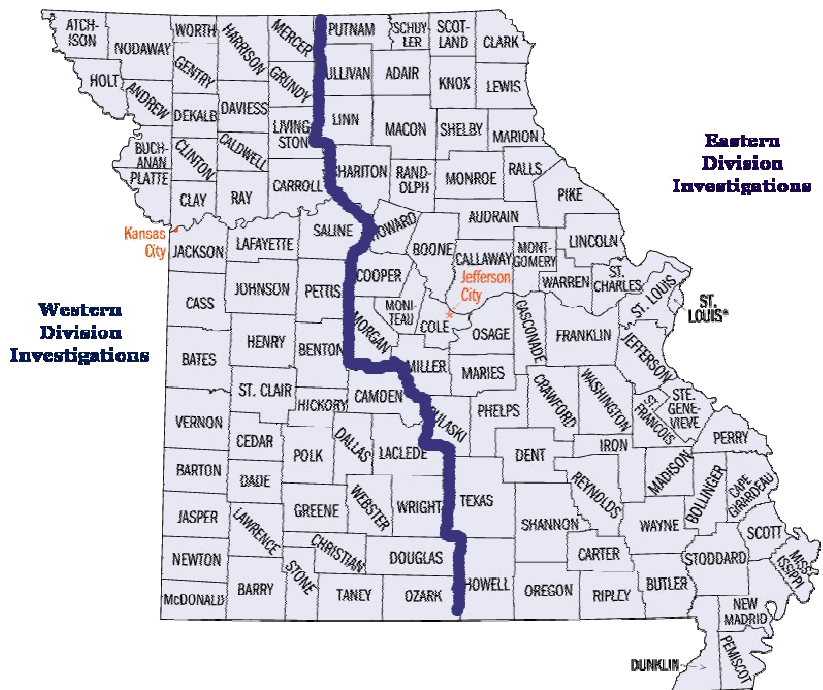 ATCH-
ISON
NODAWAY
WORTH
HARRISON
MERCER
PUTNAM
SCHUY
LER
SCOT-
LAND
CLARK
HOLT
ANDREW
GENTRY
GRUNDY
ULLIVAN
ADAIR
KNOX
LEWIS
DEKALB
DAVIESS
LIVING
STON
LINN
MACON
SHELBY
MARION
BUCH-
ANAN
CLINTON
CALDWELL
PLATTE
CLAY
RAY
CARROLL
HARITON
RAND-
OLPH
MONROE
RALLS
PIKE
Eastern
Division
Investigations
Kansas
City
JACKSON
LAFAYETTE
SALINE
HOWARD
BOONE
AUDRAIN
CALLAWAY
MONT-
GOMERY
LINCOLN
WARREN
ST.
CHARLES
ST. LOUIS
ST.
LOUIS*
CASS
JOHNSON
PETTIS
COOPER
MONI-
TEAU
Jefferson
City
COLE
OSAGE
GASCONADE
FRANKLIN
JEFFERSON
Western
Division
Investigations
BATES
HENRY
BENTON
MORGAN
MILLER
MARIES
CRAWFORD
WASHINGTON
ST.
FRANCOIS
STE.
GENE-
VIEVE
PERRY
VERNON
ST. CLAIR
HICKORY
CAMDEN
PULASKI
PHELPS
DENT
IRON
MADISON
BOLLINGER
CAPE
GIRARDEAU
BARTON
CEDAR
POLK
DALLAS
LACLEDE
DADE
GREENE
WEBSTER
WRIGHT
TEXAS
SHANNON
REYNOLDS
WAYNE
SCOTT
JASPER
LAWRENCE
CHRISTIAN
DOUGLAS
CARTER
STODDARD
MISS
ISSIPPI
NEWTON
McDONALD
BARRY
STONE
TANEY
OZARK
HOWELL
OREGON
RIPLEY
BUTLER
NEW
MADRID
DUNKLIN
PEMISCOT